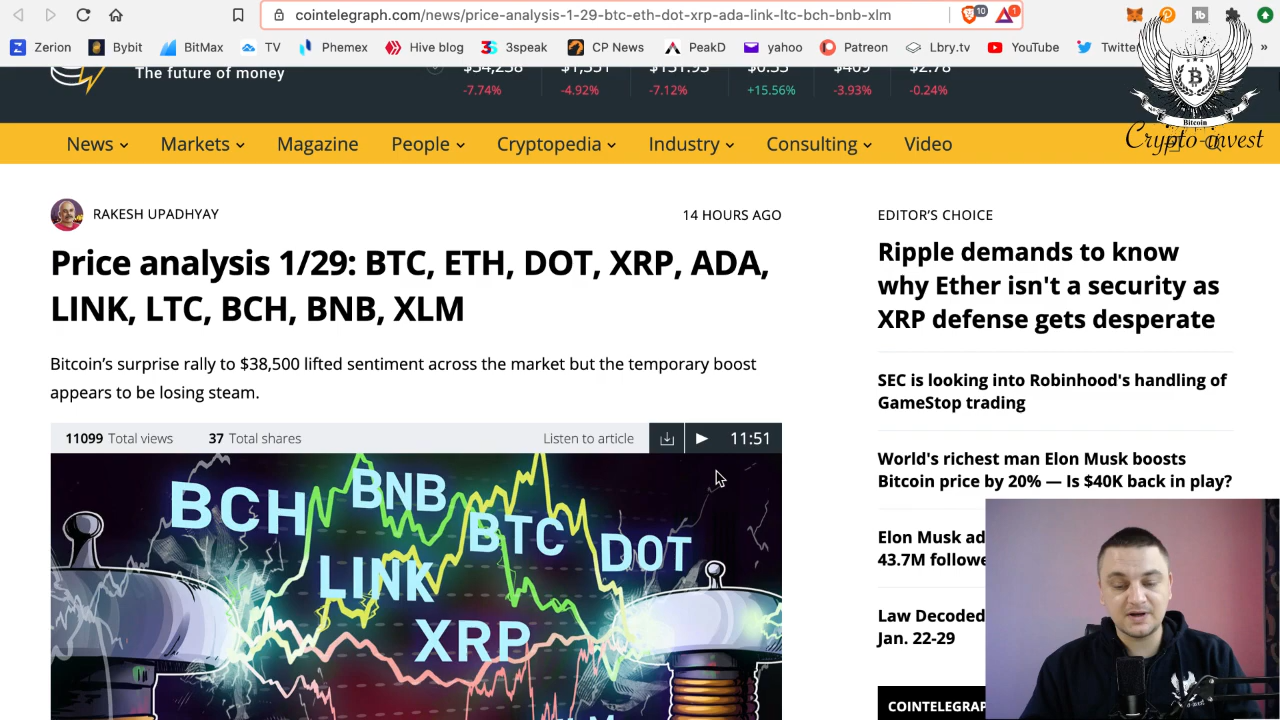 cointelegraph.com/news/price-analysis-1-29-btc-eth-dot-xrp-ada-link-ltc-bch-bnb-xlm
10
1
Zerion
Bybit
BitMax
TV
Phemex
Hive blog
3speak
CP News
PeakD
yahoo
Patreon
Lbry.tv
YouTube
Twitte
»
The future of money
$34,238
$1,331
$131.95
$0.33
$409
$2.78
-7.74%
-4.92%
-7.12%
+15.56%
-3.93%
-0.24%
Bitcoin
Crypto-invest
News
Markets
Magazine
People
Cryptopedia
Industry
Consulting
Video
RAKESH UPADHYAY
14 HOURS AGO
Price analysis 1/29: BTC, ETH, DOT, XRP, ADA,
LINK, LTC, BCH, BNB, XLM
Bitcoin’s surprise rally to $38,500 lifted sentiment across the market but the temporary boost
appears to be losing steam.
11099 Total views
37 Total shares
Listen to article
11:51
BCH
BNB
BTC
DOT
LINK
XRP
EDITOR’S CHOICE
Ripple demands to know
why Ether isn't a security as
XRP defense gets desperate
SEC is looking into Robinhood's handling of
GameStop trading
World's richest man Elon Musk boosts
Bitcoin price by 20% — Is $40K back in play?
Elon Musk ad
43.7M followe
Law Decoded
Jan. 22-29
COINTELEGRAP